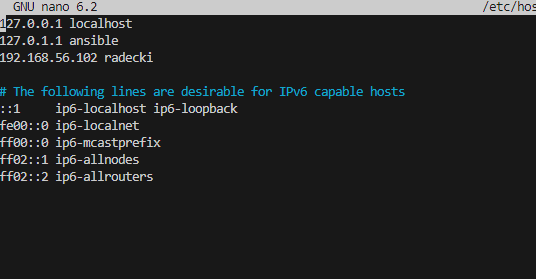 GNU nano 6.2 /etc/hos
127.0.0.1 localhost
127.0.1.1 ansible
192.168.56.102 radecki
# The following lines are desirable for IPv6 capable hosts
::1 ip6-localhost ip6-loopback
fe00::0 ip6-localnet
ff00::0 ip6-mcastprefix
ff02::1 ip6-allnodes
ff02::2 ip6-allrouters